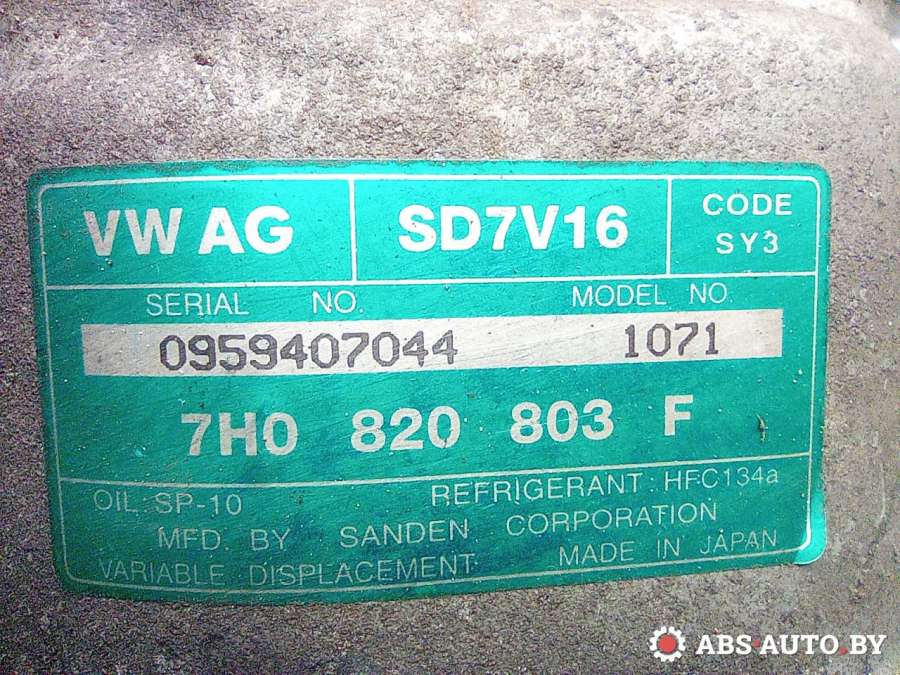 VW AG SD7V16 CODE
SY3
SERIAL NO. MODEL NO.
0959407044 1071
7H0 820 803 F
OIL: SP-10 REFRIGERANT: HFC134a
MFD. BY SANDEN CORPORATION
VARIABLE DISPLACEMENT MADE IN JAPAN
ABS-AUTO.BY